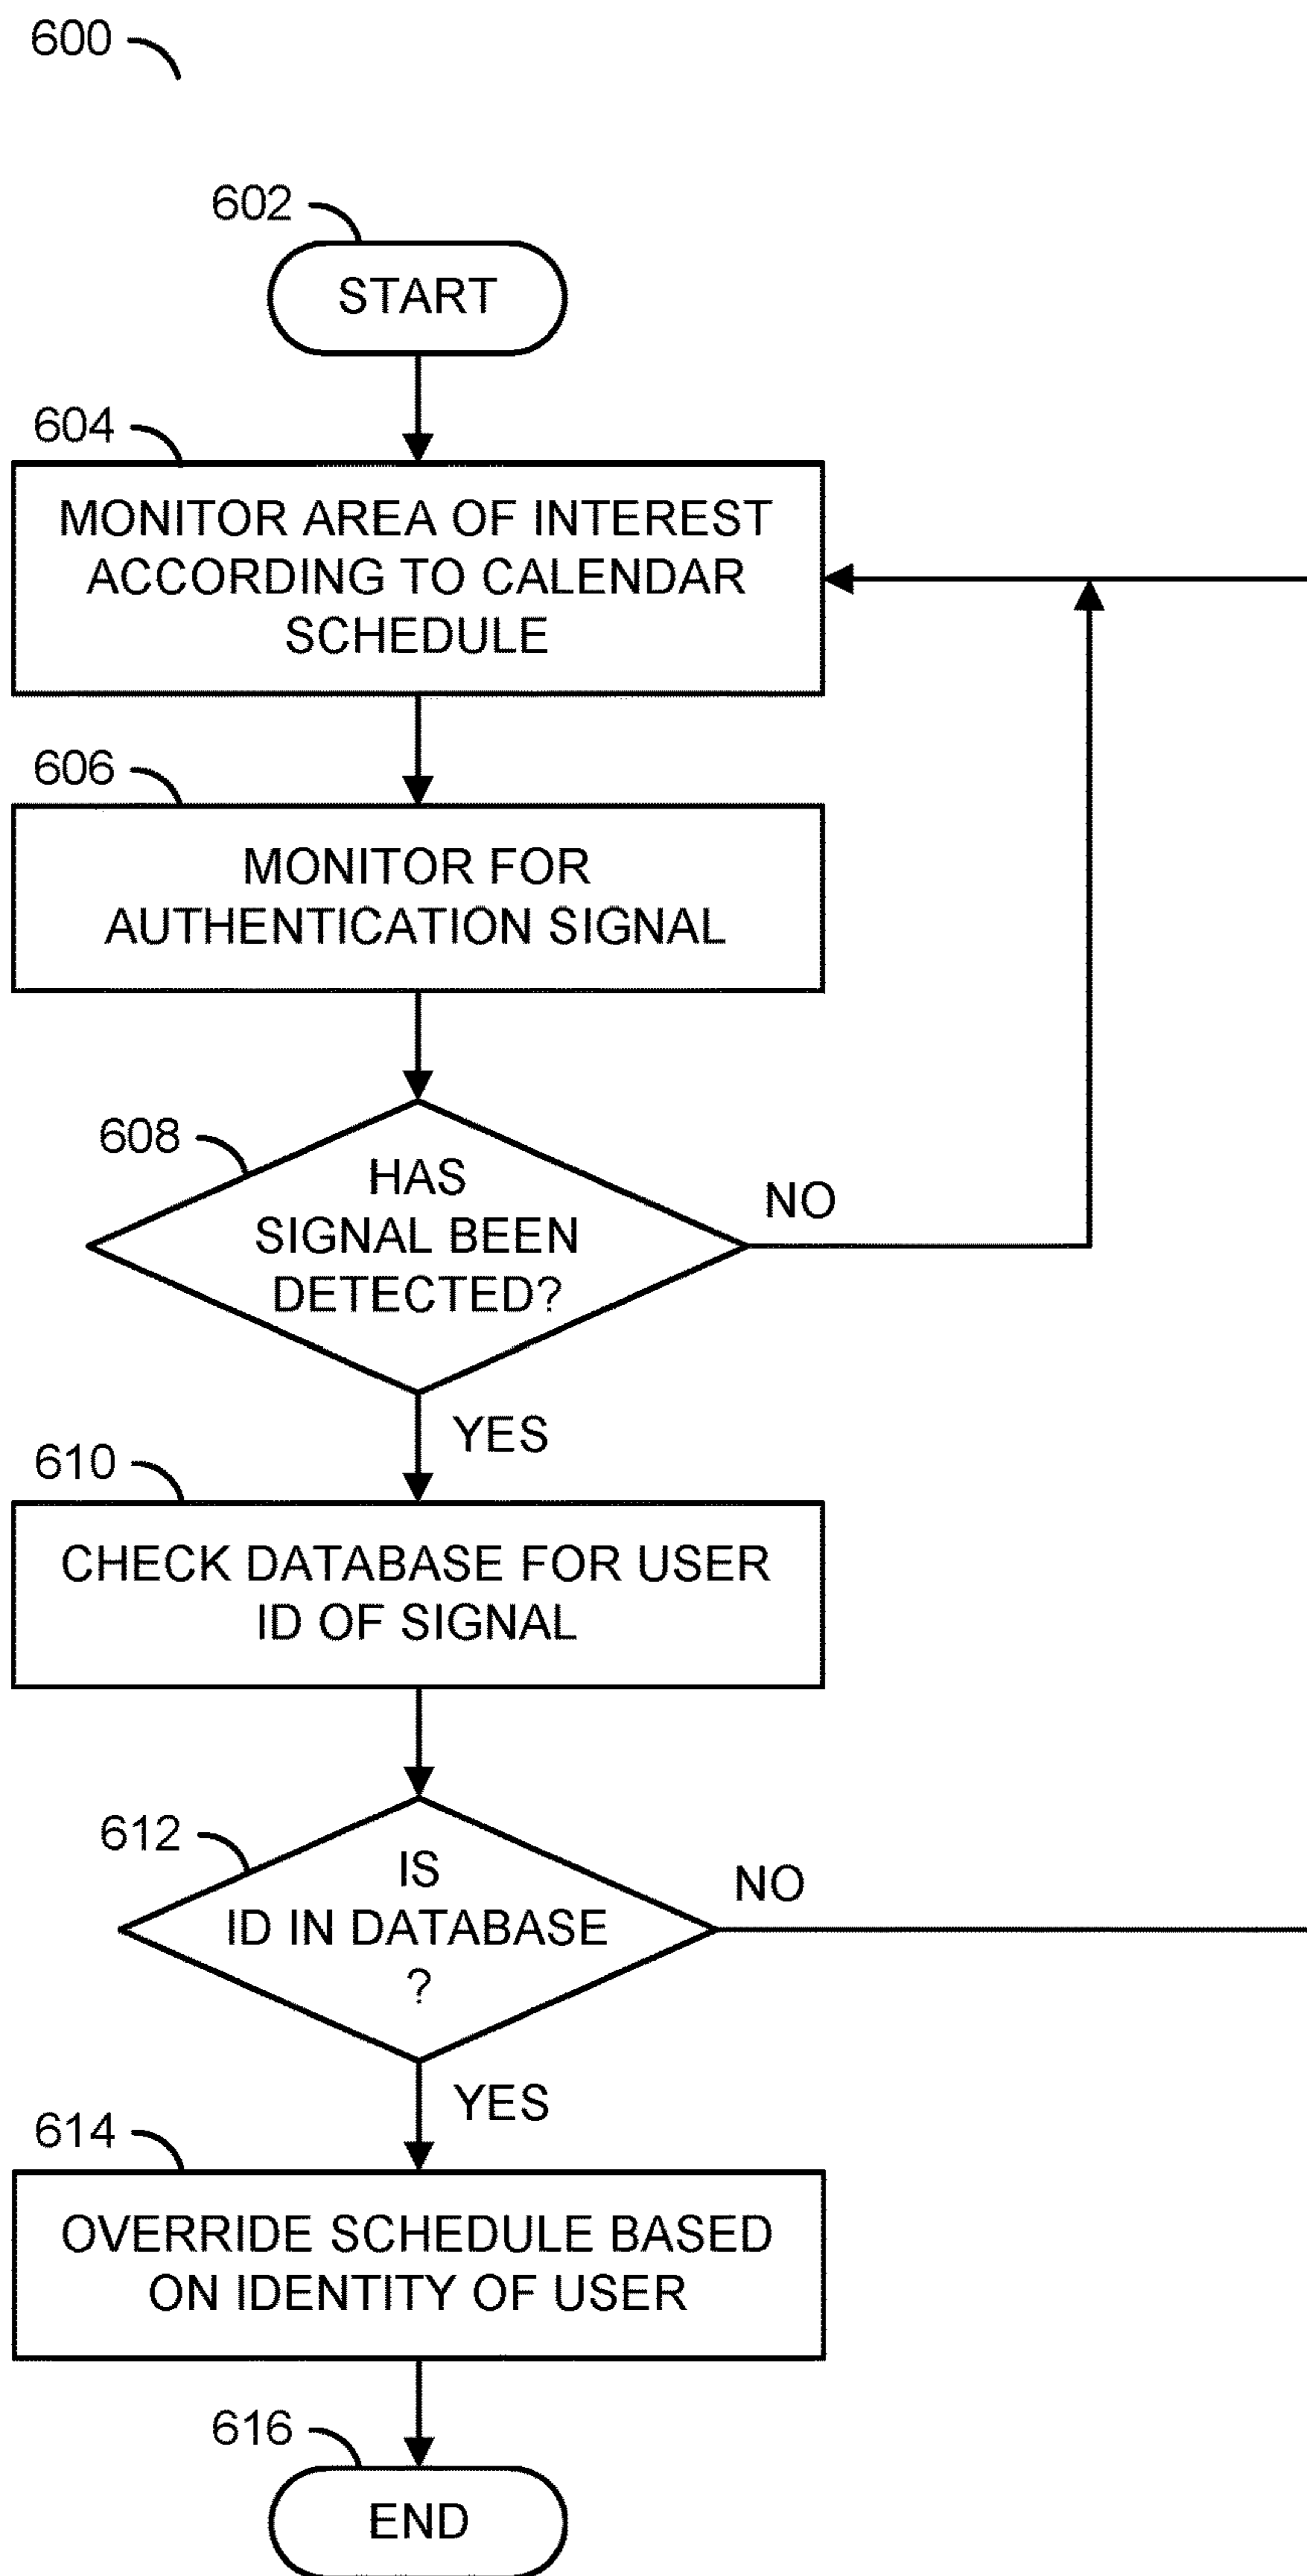 600
602
START
604
MONITOR AREA OF INTEREST
ACCORDING TO CALENDAR
SCHEDULE
606
MONITOR FOR
AUTHENTICATION SIGNAL
608
HAS
SIGNAL BEEN
DETECTED?
NO
YES
610
CHECK DATABASE FOR USER
ID OF SIGNAL
612
IS
ID IN DATABASE
?
NO
YES
614
OVERRIDE SCHEDULE BASED
ON IDENTITY OF USER
616
END